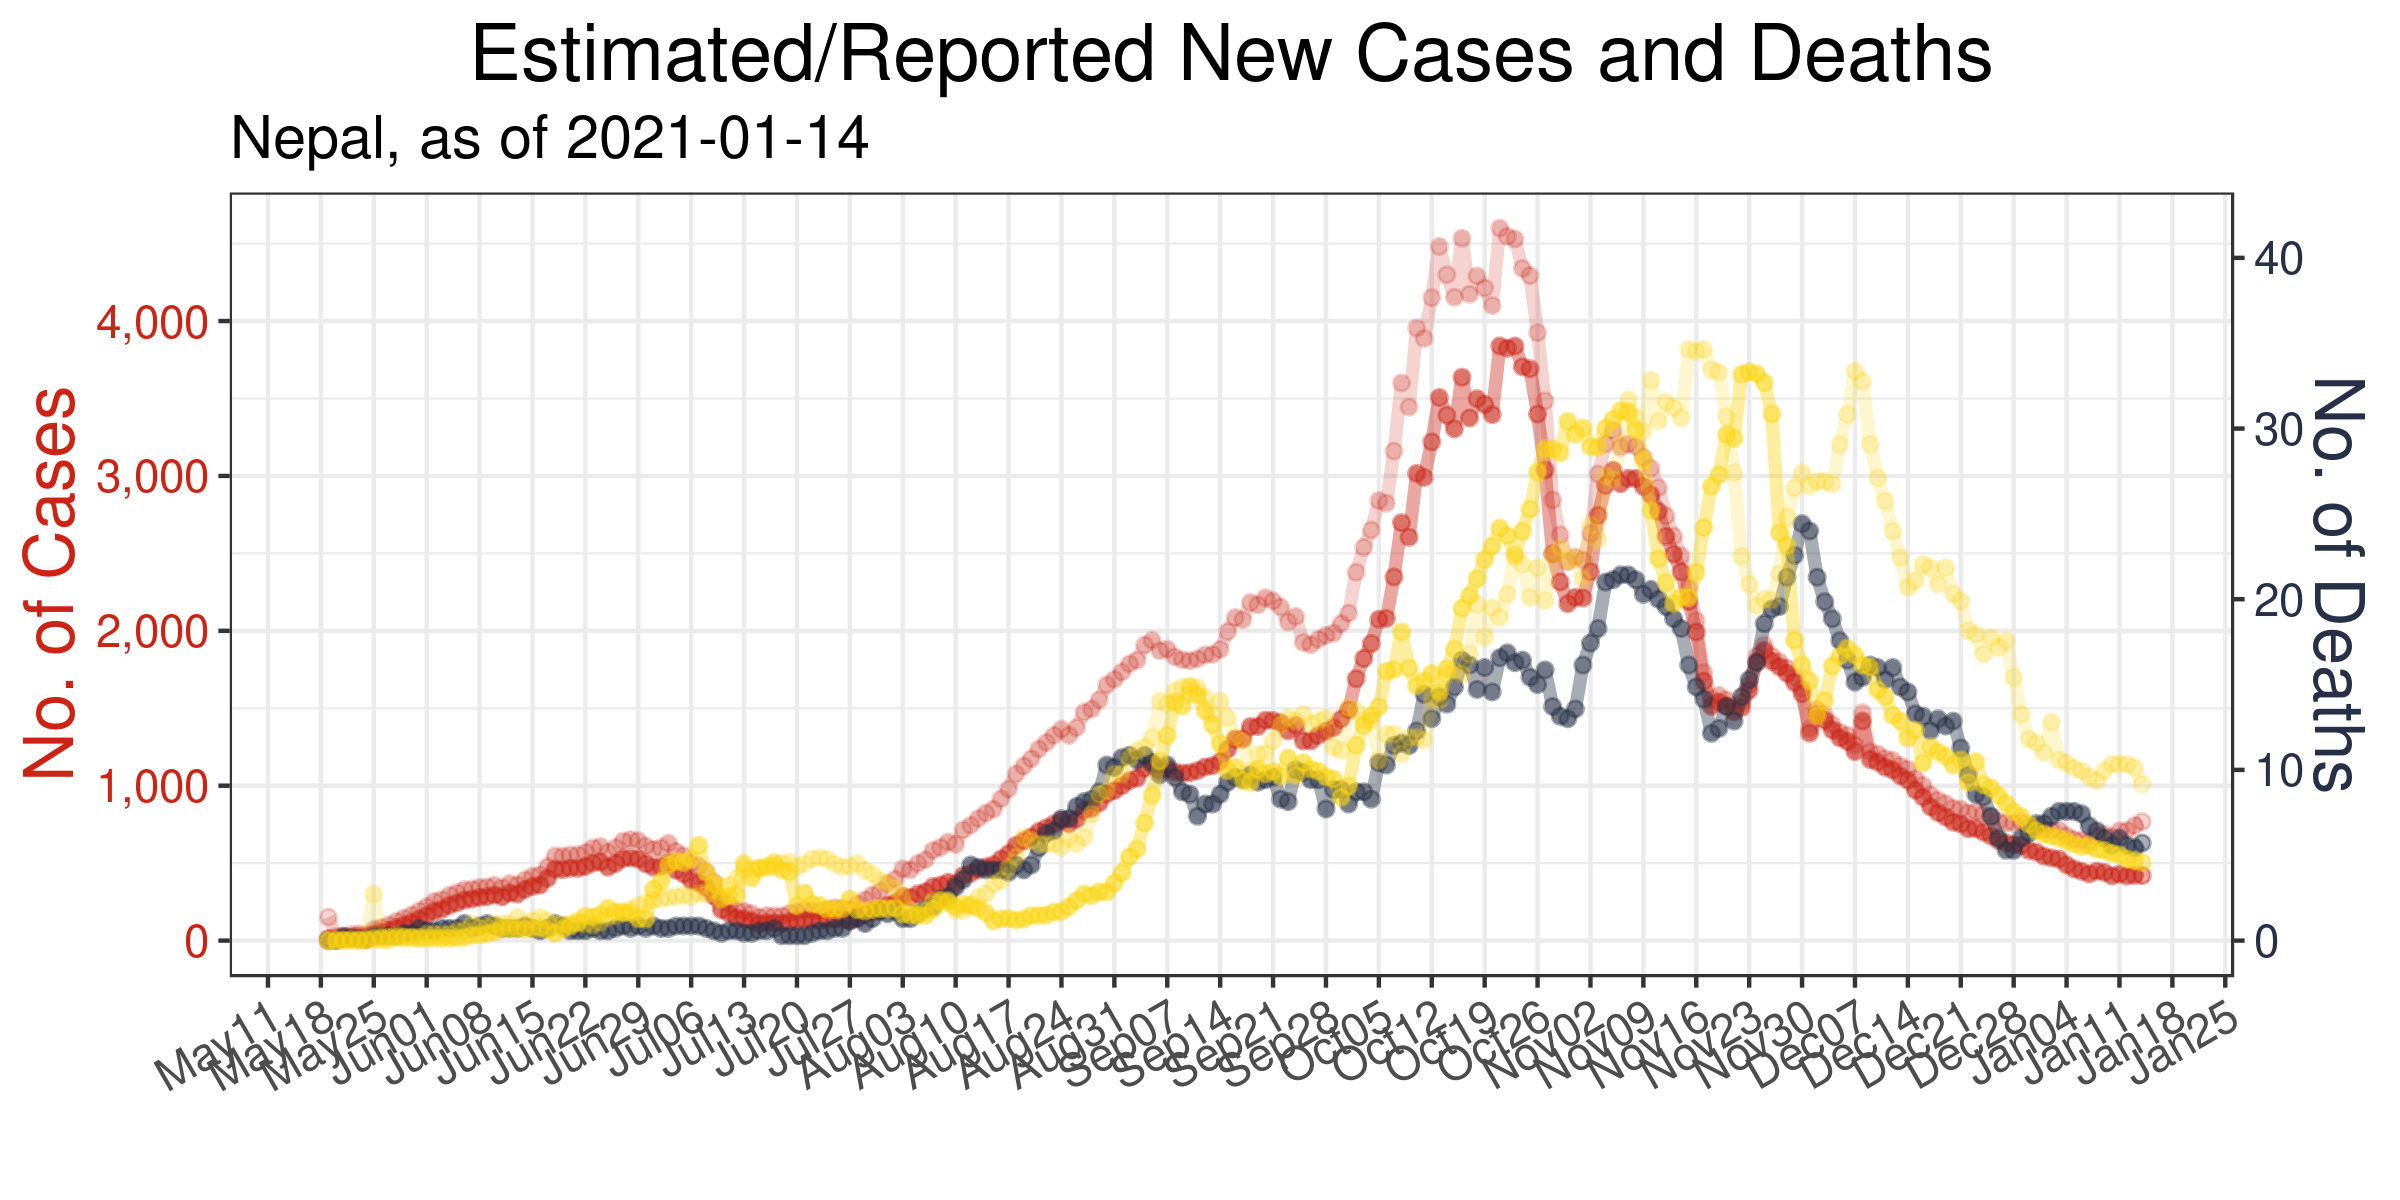 Estimated/Reported New Cases and Deaths
Nepal, as of 2021-01-14
No. of Cases
4,000
3,000
2,000
1,000
0
No. of Deaths
40
30
20
10
0
May11
May18
May25
Jun01
Jun08
Jun15
Jun22
Jun29
Jul06
Jul13
Jul20
Jul27
Aug03
Aug10
Aug17
Aug24
Aug31
Sep07
Sep14
Sep21
Sep28
Oct05
Oct12
Oct19
Oct26
Nov02
Nov09
Nov16
Nov23
Nov30
Dec07
Dec14
Dec21
Dec28
Jan04
Jan11
Jan18
Jan25